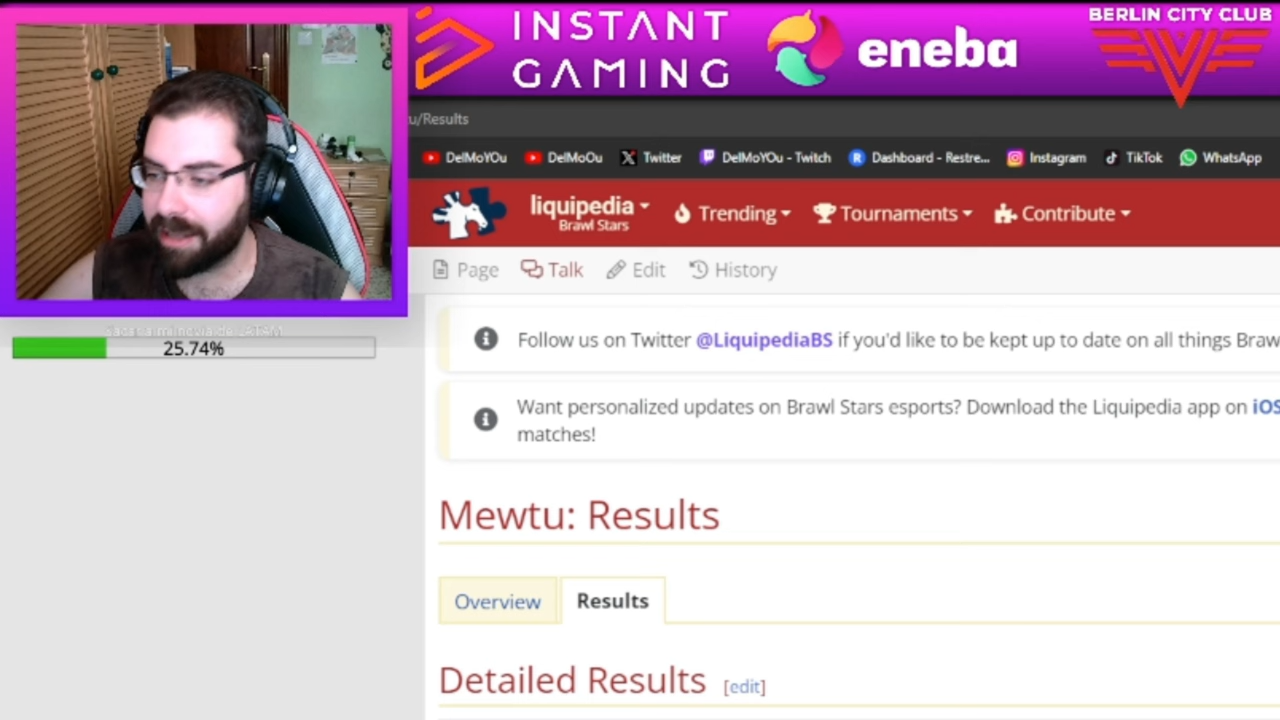 INSTANT
GAMING
eneba
BERLIN CITY CLUB
u/Results
DelMoYOu DelMoOu Twitter DelMoYOu - Twitch Dashboard - Restre... Instagram TikTok WhatsApp
liquipedia
Brawl Stars
Trending Tournaments Contribute
Page Talk Edit History
25.74%
Follow us on Twitter @LiquipediaBS if you'd like to be kept up to date on all things Braw
Want personalized updates on Brawl Stars esports? Download the Liquipedia app on iOS
matches!
Mewtu: Results
Overview Results
Detailed Results [edit]